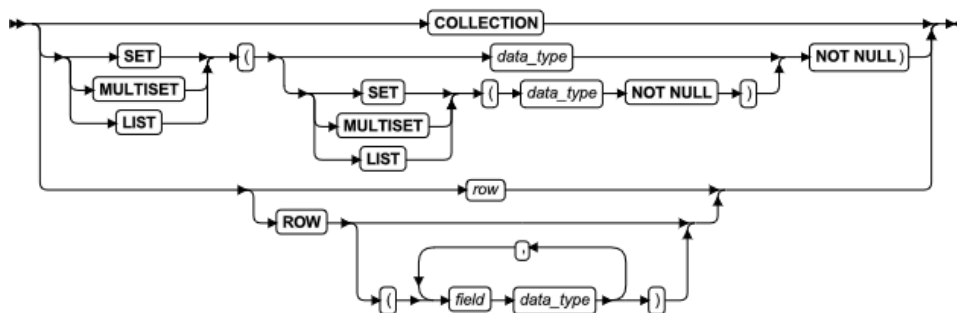 COLLECTION
SET ( data_type NOT NULL )
MULTISET SET ( data_type NOT NULL )
LIST MULTISET
LIST
row
ROW
,
( field data_type )